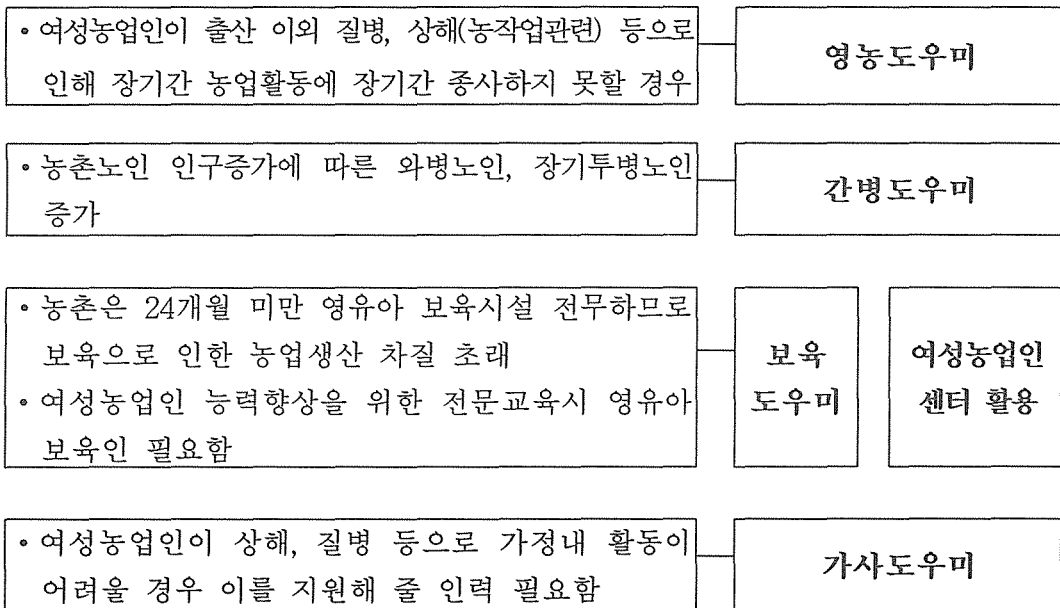 • 여성농업인이 출산 이외 질병, 상해(농작업관련) 등으로
인해 장기간 농업활동에 장기간 종사하지 못할 경우
영농도우미
• 농촌노인 인구증가에 따른 와병노인, 장기투병노인
증가
간병도우미
• 농촌은 24개월 미만 영유아 보육시설 전무하므로
보육으로 인한 농업생산 차질 초래
• 여성농업인 능력향상을 위한 전문교육시 영유아
보육인 필요함
보육
도우미
여성농업인
센터 활용
• 여성농업인이 상해, 질병 등으로 가정내 활동이
어려울 경우 이를 지원해 줄 인력 필요함
가사도우미